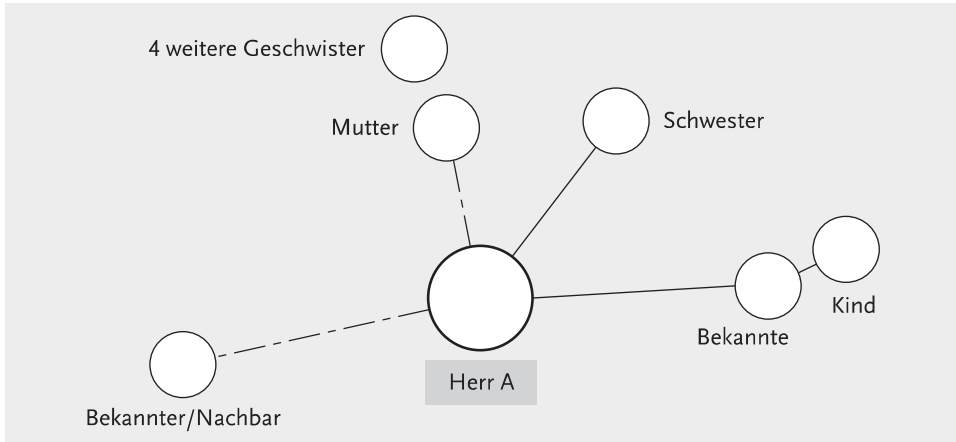 4 weitere Geschwister
Mutter
Schwester
Kind
Bekannte
Herr A
Bekannter/Nachbar